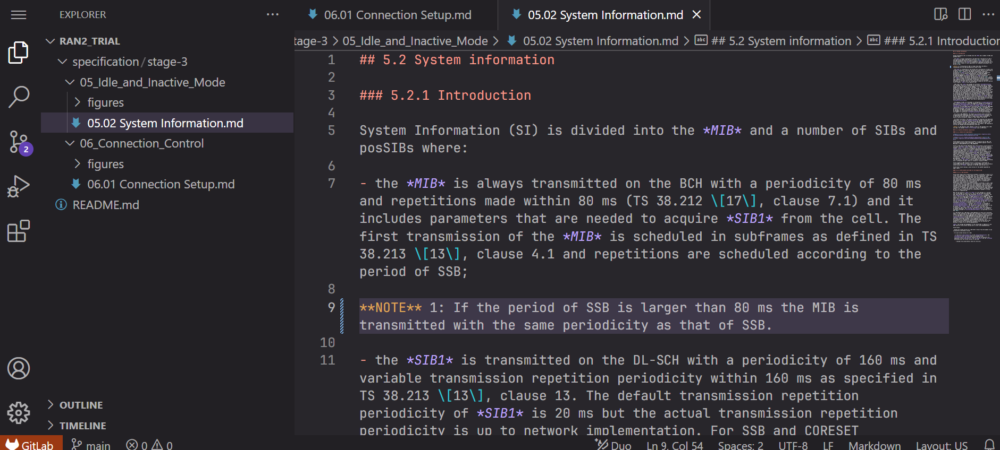 EXPLORER
RAN2_TRIAL
specification / stage-3
05_Idle_and_Inactive_Mode
figures
05.02 System Information.md
06_Connection_Control
figures
06.01 Connection Setup.md
README.md
2
OUTLINE
TIMELINE
06.01 Connection Setup.md
05.02 System Information.md
tage-3 > 05_Idle_and_Inactive_Mode > 05.02 System Information.md > abc ## 5.2 System information > abc ### 5.2.1 Introduction
1 ## 5.2 System information
2
3 ### 5.2.1 Introduction
4
5 System Information (SI) is divided into the *MIB* and a number of SIBs and
posSIBs where:
6
7 - the *MIB* is always transmitted on the BCH with a periodicity of 80 ms
and repetitions made within 80 ms (TS 38.212 \[17\], clause 7.1) and it
includes parameters that are needed to acquire *SIB1* from the cell. The
first transmission of the *MIB* is scheduled in subframes as defined in TS
38.213 \[13\], clause 4.1 and repetitions are scheduled according to the
period of SSB;
8
9 **NOTE** 1: If the period of SSB is larger than 80 ms the MIB is
transmitted with the same periodicity as that of SSB.
10
11 - the *SIB1* is transmitted on the DL-SCH with a periodicity of 160 ms and
variable transmission repetition periodicity within 160 ms as specified in
TS 38.213 \[13\], clause 13. The default transmission repetition
periodicity of *SIB1* is 20 ms but the actual transmission repetition
periodicity is up to network implementation. For SSB and CORESET
GitLab main 0 0 Duo Ln 9, Col 54 Spaces: 2 UTF-8 LF Markdown Layout: US